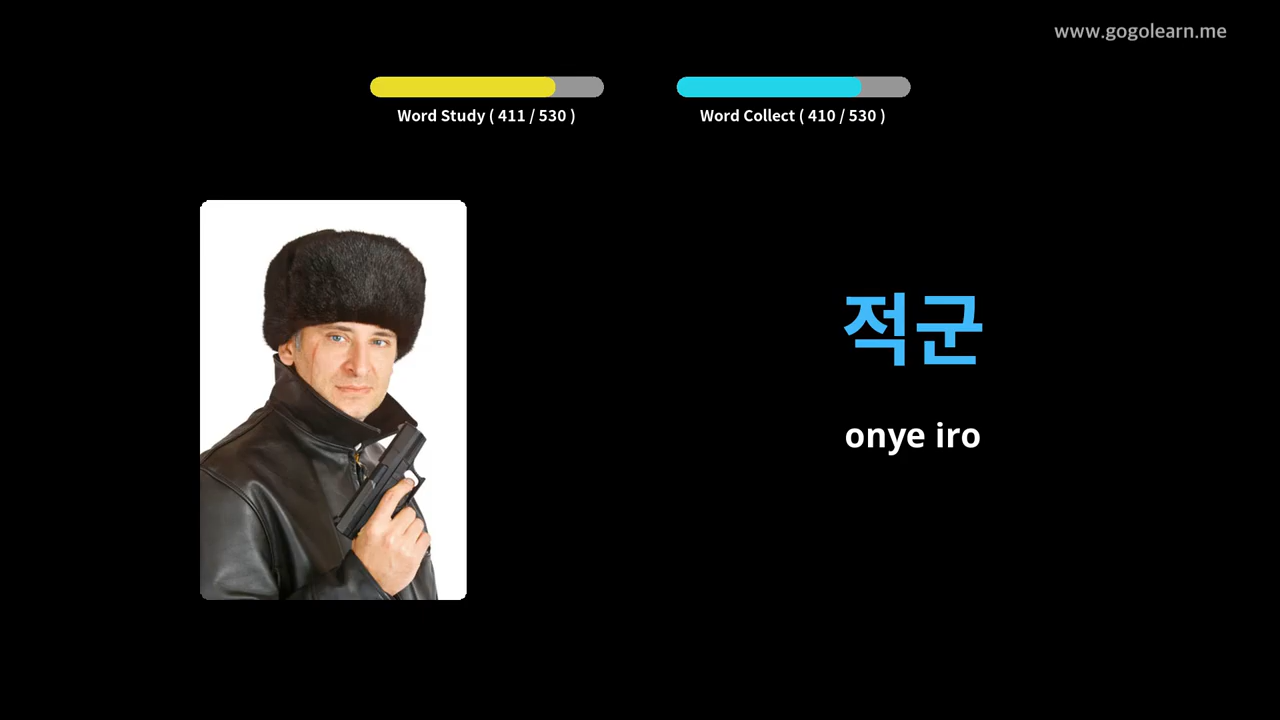 www.gogolearn.me
Word Study ( 411 / 530 )
Word Collect ( 410 / 530 )
적군
onye iro